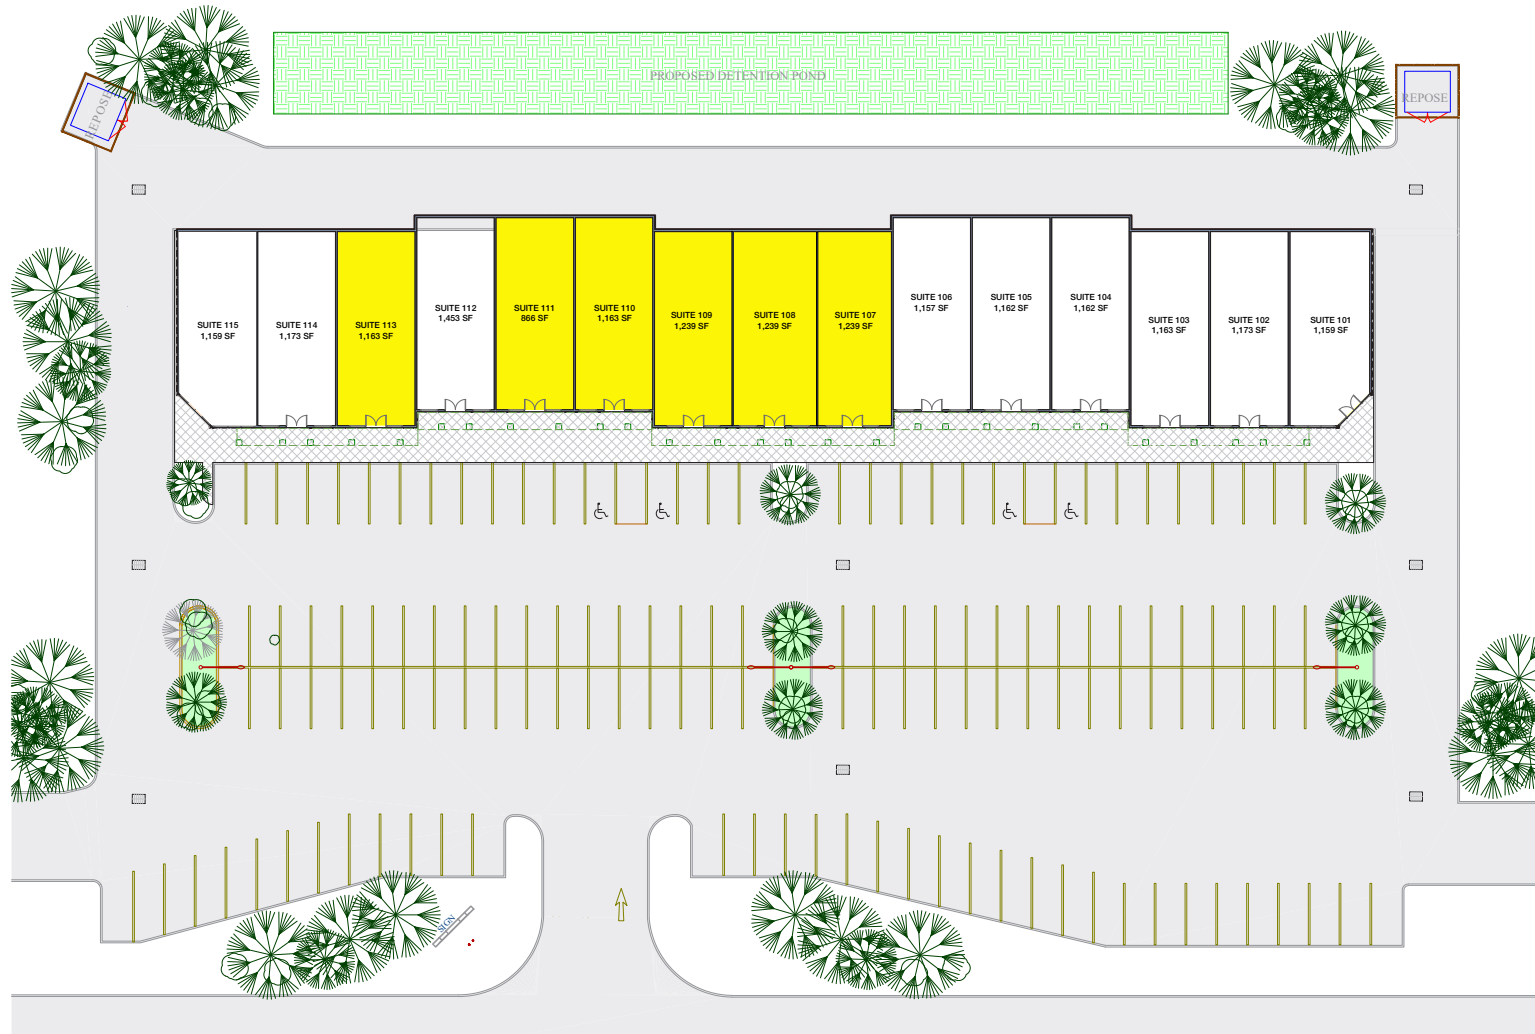 PROPOSED DETENTION POND
REPOSE
REPOSE
SUITE 115
1,159 SF
SUITE 114
1,173 SF
SUITE 113
1,163 SF
SUITE 112
1,453 SF
SUITE 111
866 SF
SUITE 110
1,163 SF
SUITE 109
1,239 SF
SUITE 108
1,239 SF
SUITE 107
1,239 SF
SUITE 106
1,157 SF
SUITE 105
1,162 SF
SUITE 104
1,162 SF
SUITE 103
1,163 SF
SUITE 102
1,173 SF
SUITE 101
1,159 SF
SIGN